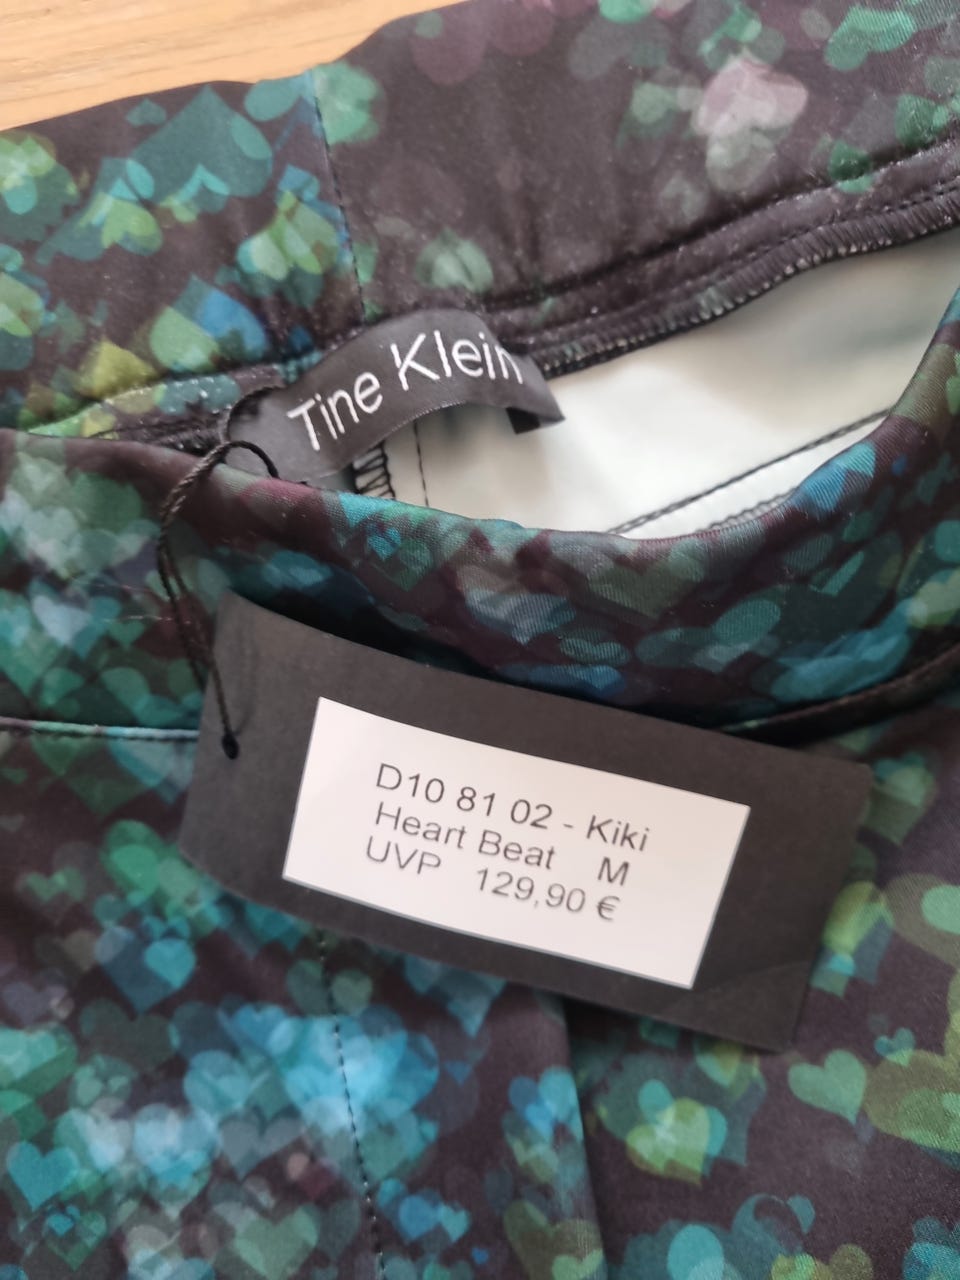 Tine Klein
D10 81 02 - Kiki
Heart Beat M
UVP 129,90 €